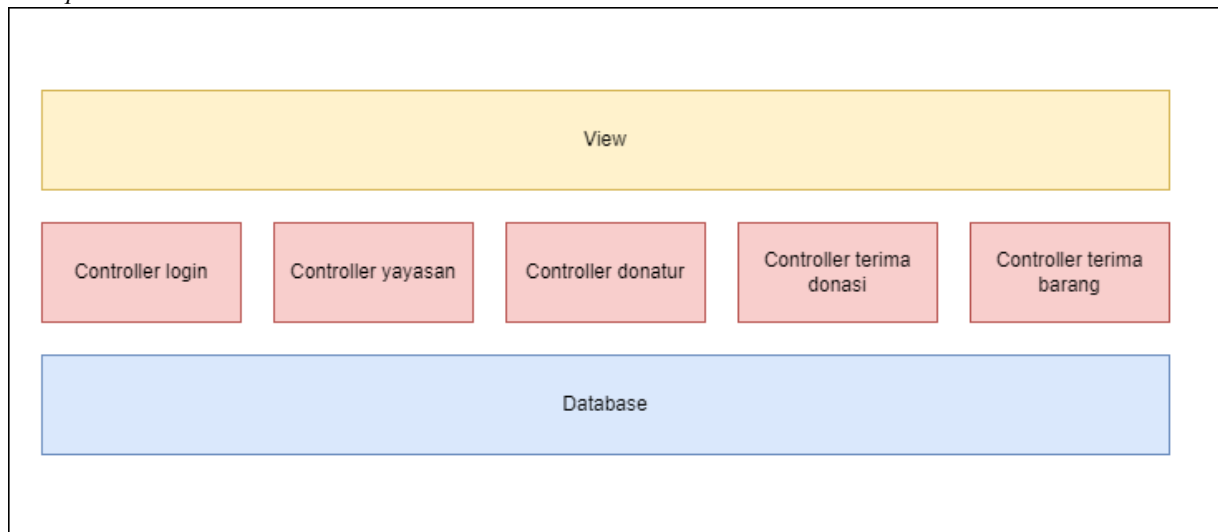 View
Controller login
Controller yayasan
Controller donatur
Controller terima
donasi
Controller terima
barang
Database